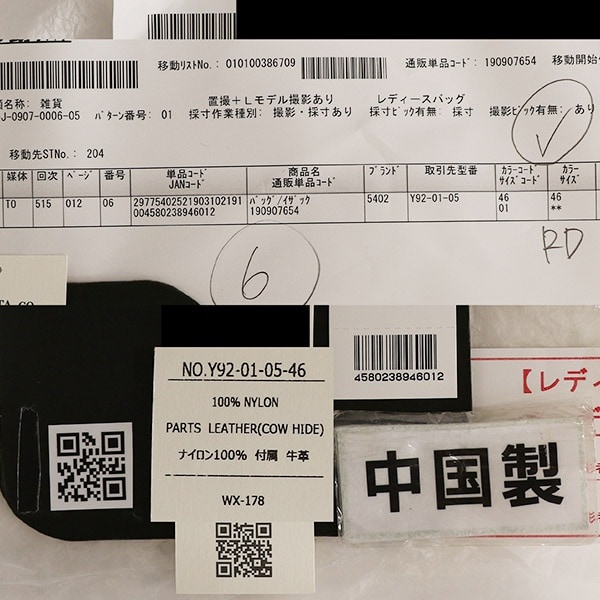 移動リストNo.: 010100386709
通販単品コード: 190907654
移動開始
類名称: 雑貨
置撮+Lモデル撮影あり
レディースバッグ
J-0907-0006-05
パターン番号: 01
採寸作業種別: 撮影・採寸あり
採寸ピック有無: 採寸
撮影ピック有無: あり
移動先STNo.: 204
媒体 回次 ページ 番号 単品コード JANコード 商品名 通販単品コード ブランド 取引先型番 カラーコード サイズコード カラー サイズ
T0 515 012 06 29775402521903102191 バッグ/イザック 5402 Y92-01-05 46 46
004580238946012 190907654 01 **
6
RD
TA CO
NO.Y92-01-05-46
100% NYLON
PARTS LEATHER(COW HIDE)
ナイロン100% 付属 牛革
WX-178
4580238946012
【レディ
中国製